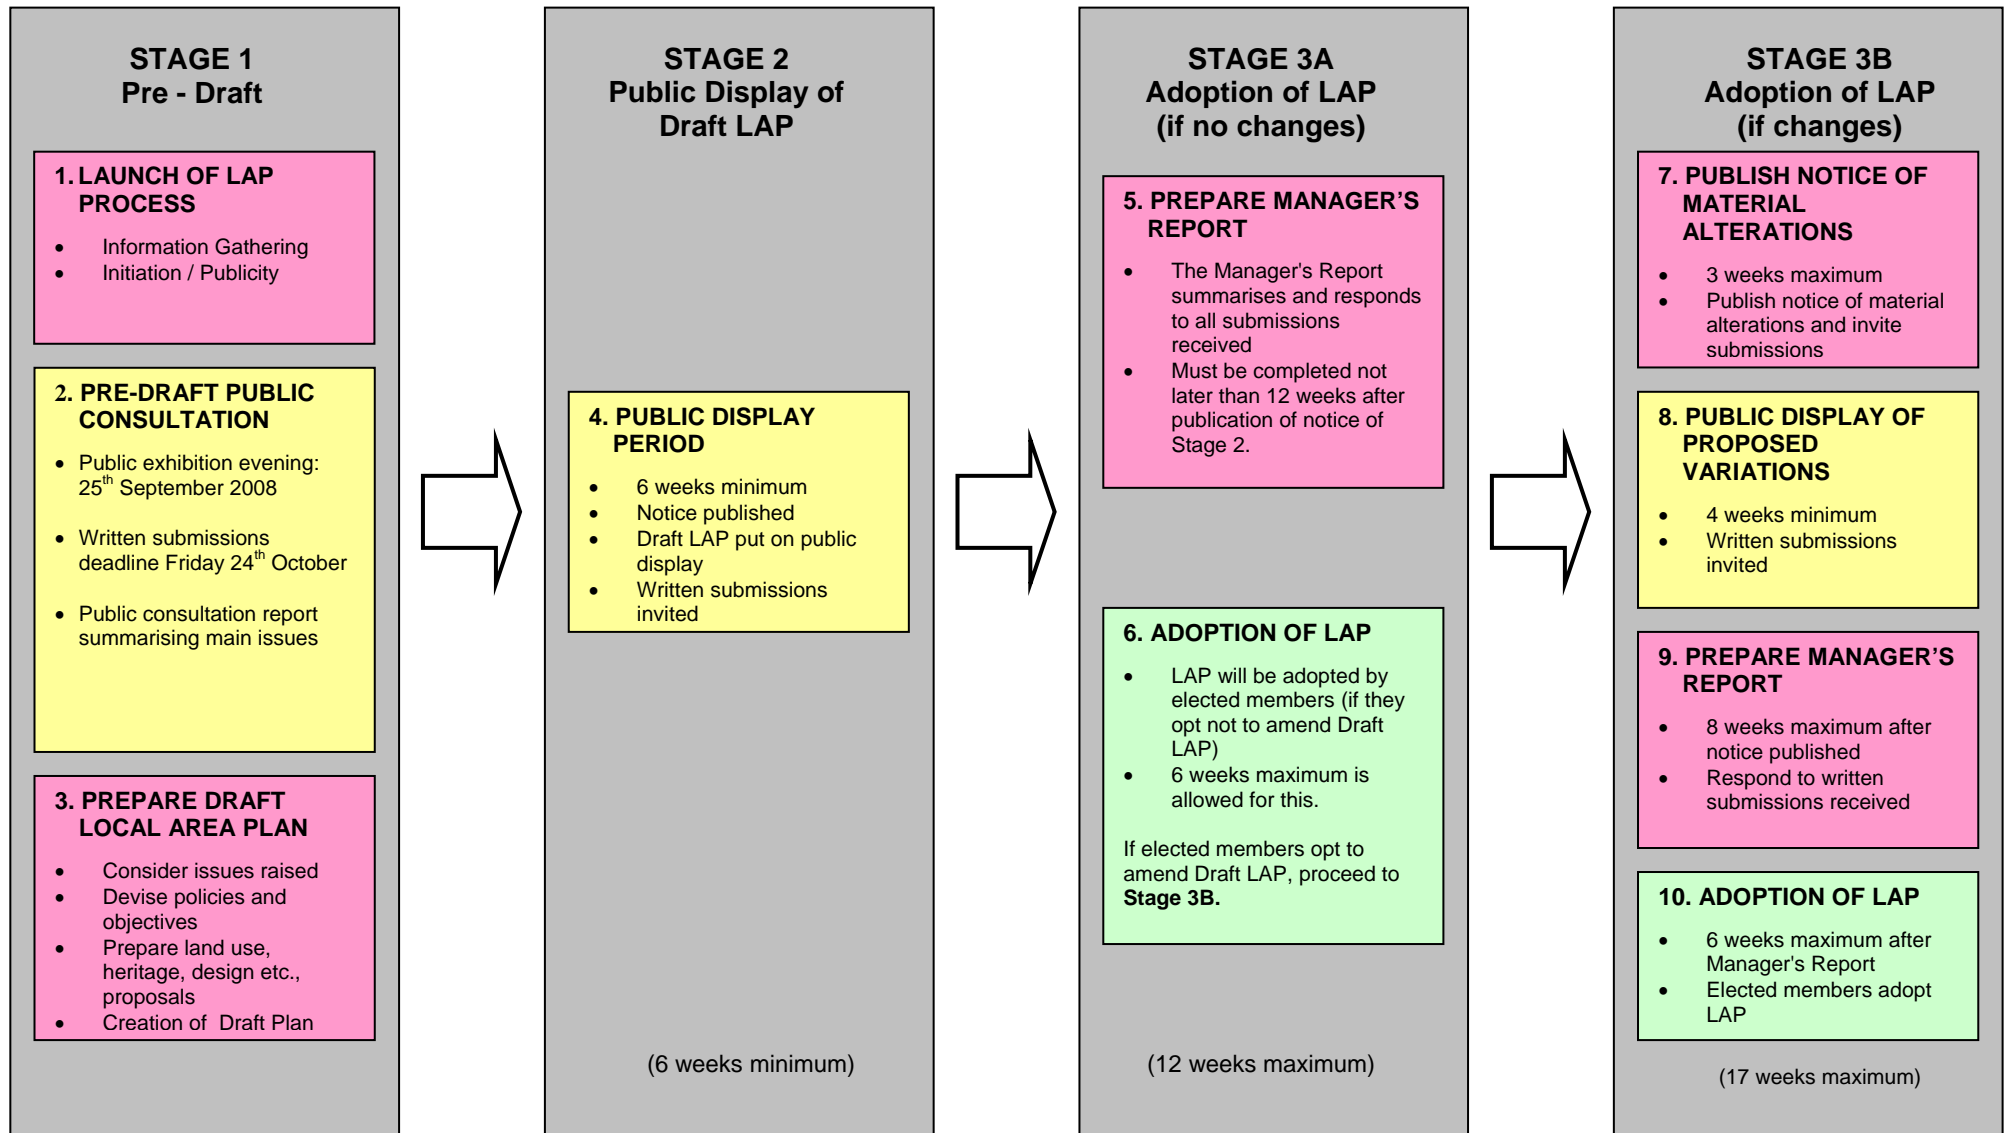 STAGE 1
Pre - Draft
1. LAUNCH OF LAP
PROCESS
• Information Gathering
• Initiation / Publicity
2. PRE-DRAFT PUBLIC
CONSULTATION
• Public exhibition evening:
25th September 2008
• Written submissions
deadline Friday 24th October
• Public consultation report
summarising main issues
3. PREPARE DRAFT
LOCAL AREA PLAN
• Consider issues raised
• Devise policies and
objectives
• Prepare land use,
heritage, design etc.,
proposals
• Creation of Draft Plan
STAGE 2
Public Display of
Draft LAP
4. PUBLIC DISPLAY
PERIOD
• 6 weeks minimum
• Notice published
• Draft LAP put on public
display
• Written submissions
invited
(6 weeks minimum)
STAGE 3A
Adoption of LAP
(if no changes)
5. PREPARE MANAGER’S
REPORT
• The Manager's Report
summarises and responds
to all submissions
received
• Must be completed not
later than 12 weeks after
publication of notice of
Stage 2.
6. ADOPTION OF LAP
• LAP will be adopted by
elected members (if they
opt not to amend Draft
LAP)
• 6 weeks maximum is
allowed for this.
If elected members opt to
amend Draft LAP, proceed to
Stage 3B.
(12 weeks maximum)
STAGE 3B
Adoption of LAP
(if changes)
7. PUBLISH NOTICE OF
MATERIAL
ALTERATIONS
• 3 weeks maximum
• Publish notice of material
alterations and invite
submissions
8. PUBLIC DISPLAY OF
PROPOSED
VARIATIONS
• 4 weeks minimum
• Written submissions
invited
9. PREPARE MANAGER’S
REPORT
• 8 weeks maximum after
notice published
• Respond to written
submissions received
10. ADOPTION OF LAP
• 6 weeks maximum after
Manager's Report
• Elected members adopt
LAP
(17 weeks maximum)